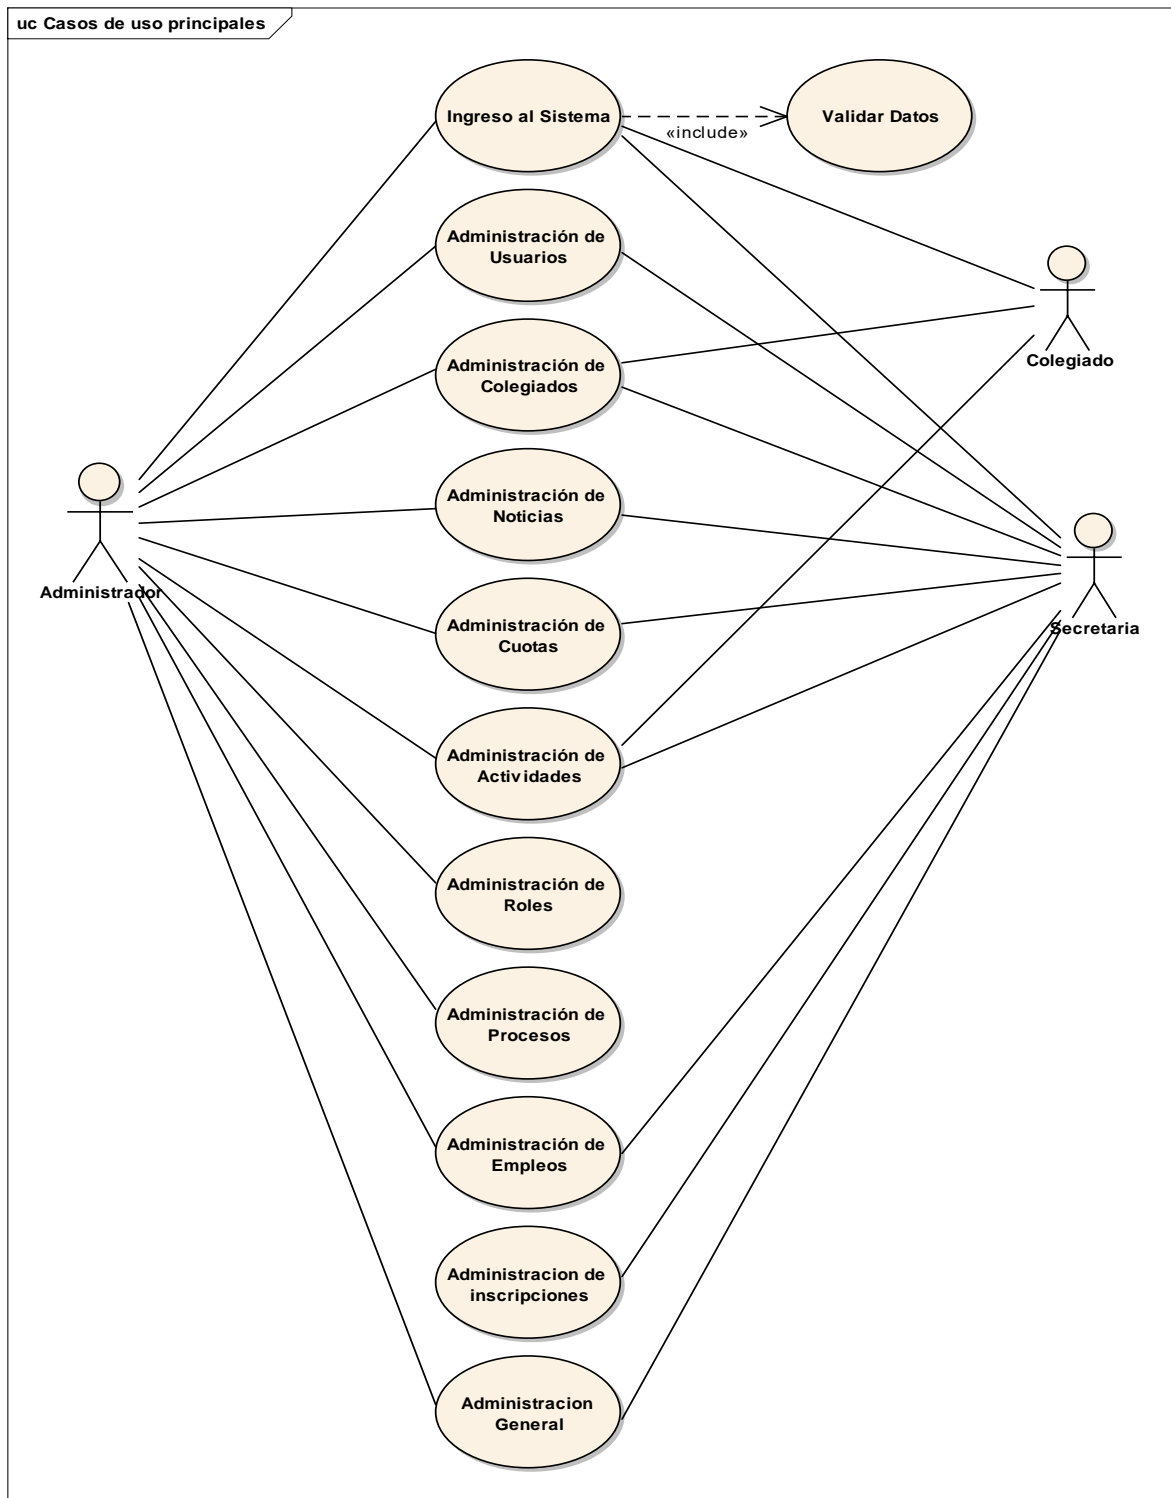 uc Casos de uso principales
Ingreso al Sistema
«include»
Validar Datos
Administración de
Usuarios
Colegiado
Administración de
Colegiados
Administración de
Noticias
Administrador
Secretaria
Administración de
Cuotas
Administración de
Actividades
Administración de
Roles
Administración de
Procesos
Administración de
Empleos
Administracion de
inscripciones
Administracion
General